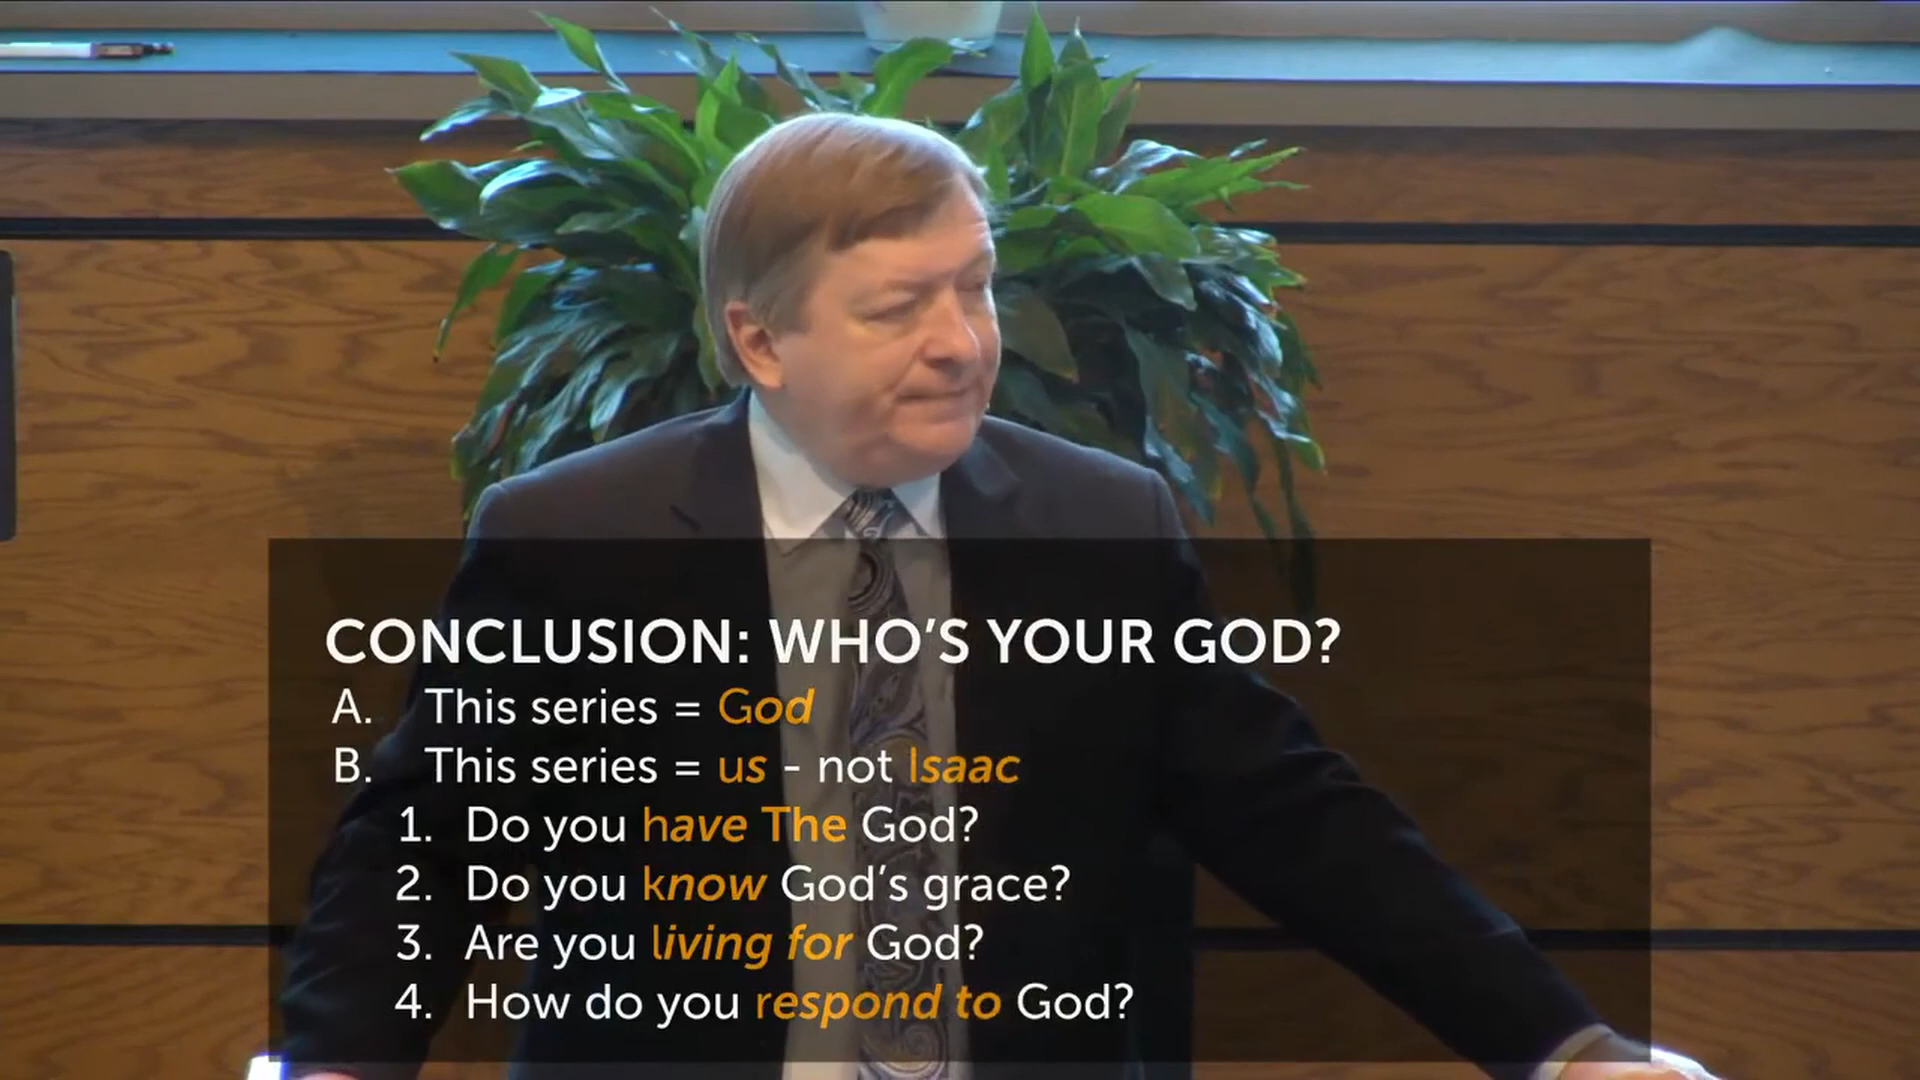 CONCLUSION: WHO'S YOUR GOD?
A. This series = God
B. This series = us - not Isaac
1. Do you have The God?
2. Do you know God's grace?
3. Are you living for God?
4. How do you respond to God?